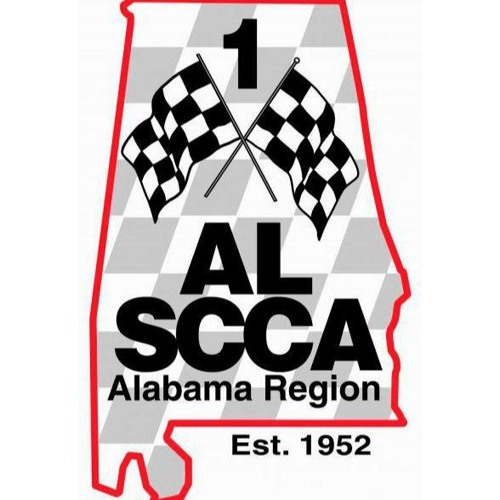 1
AL
SCCA
Alabama Region
Est. 1952